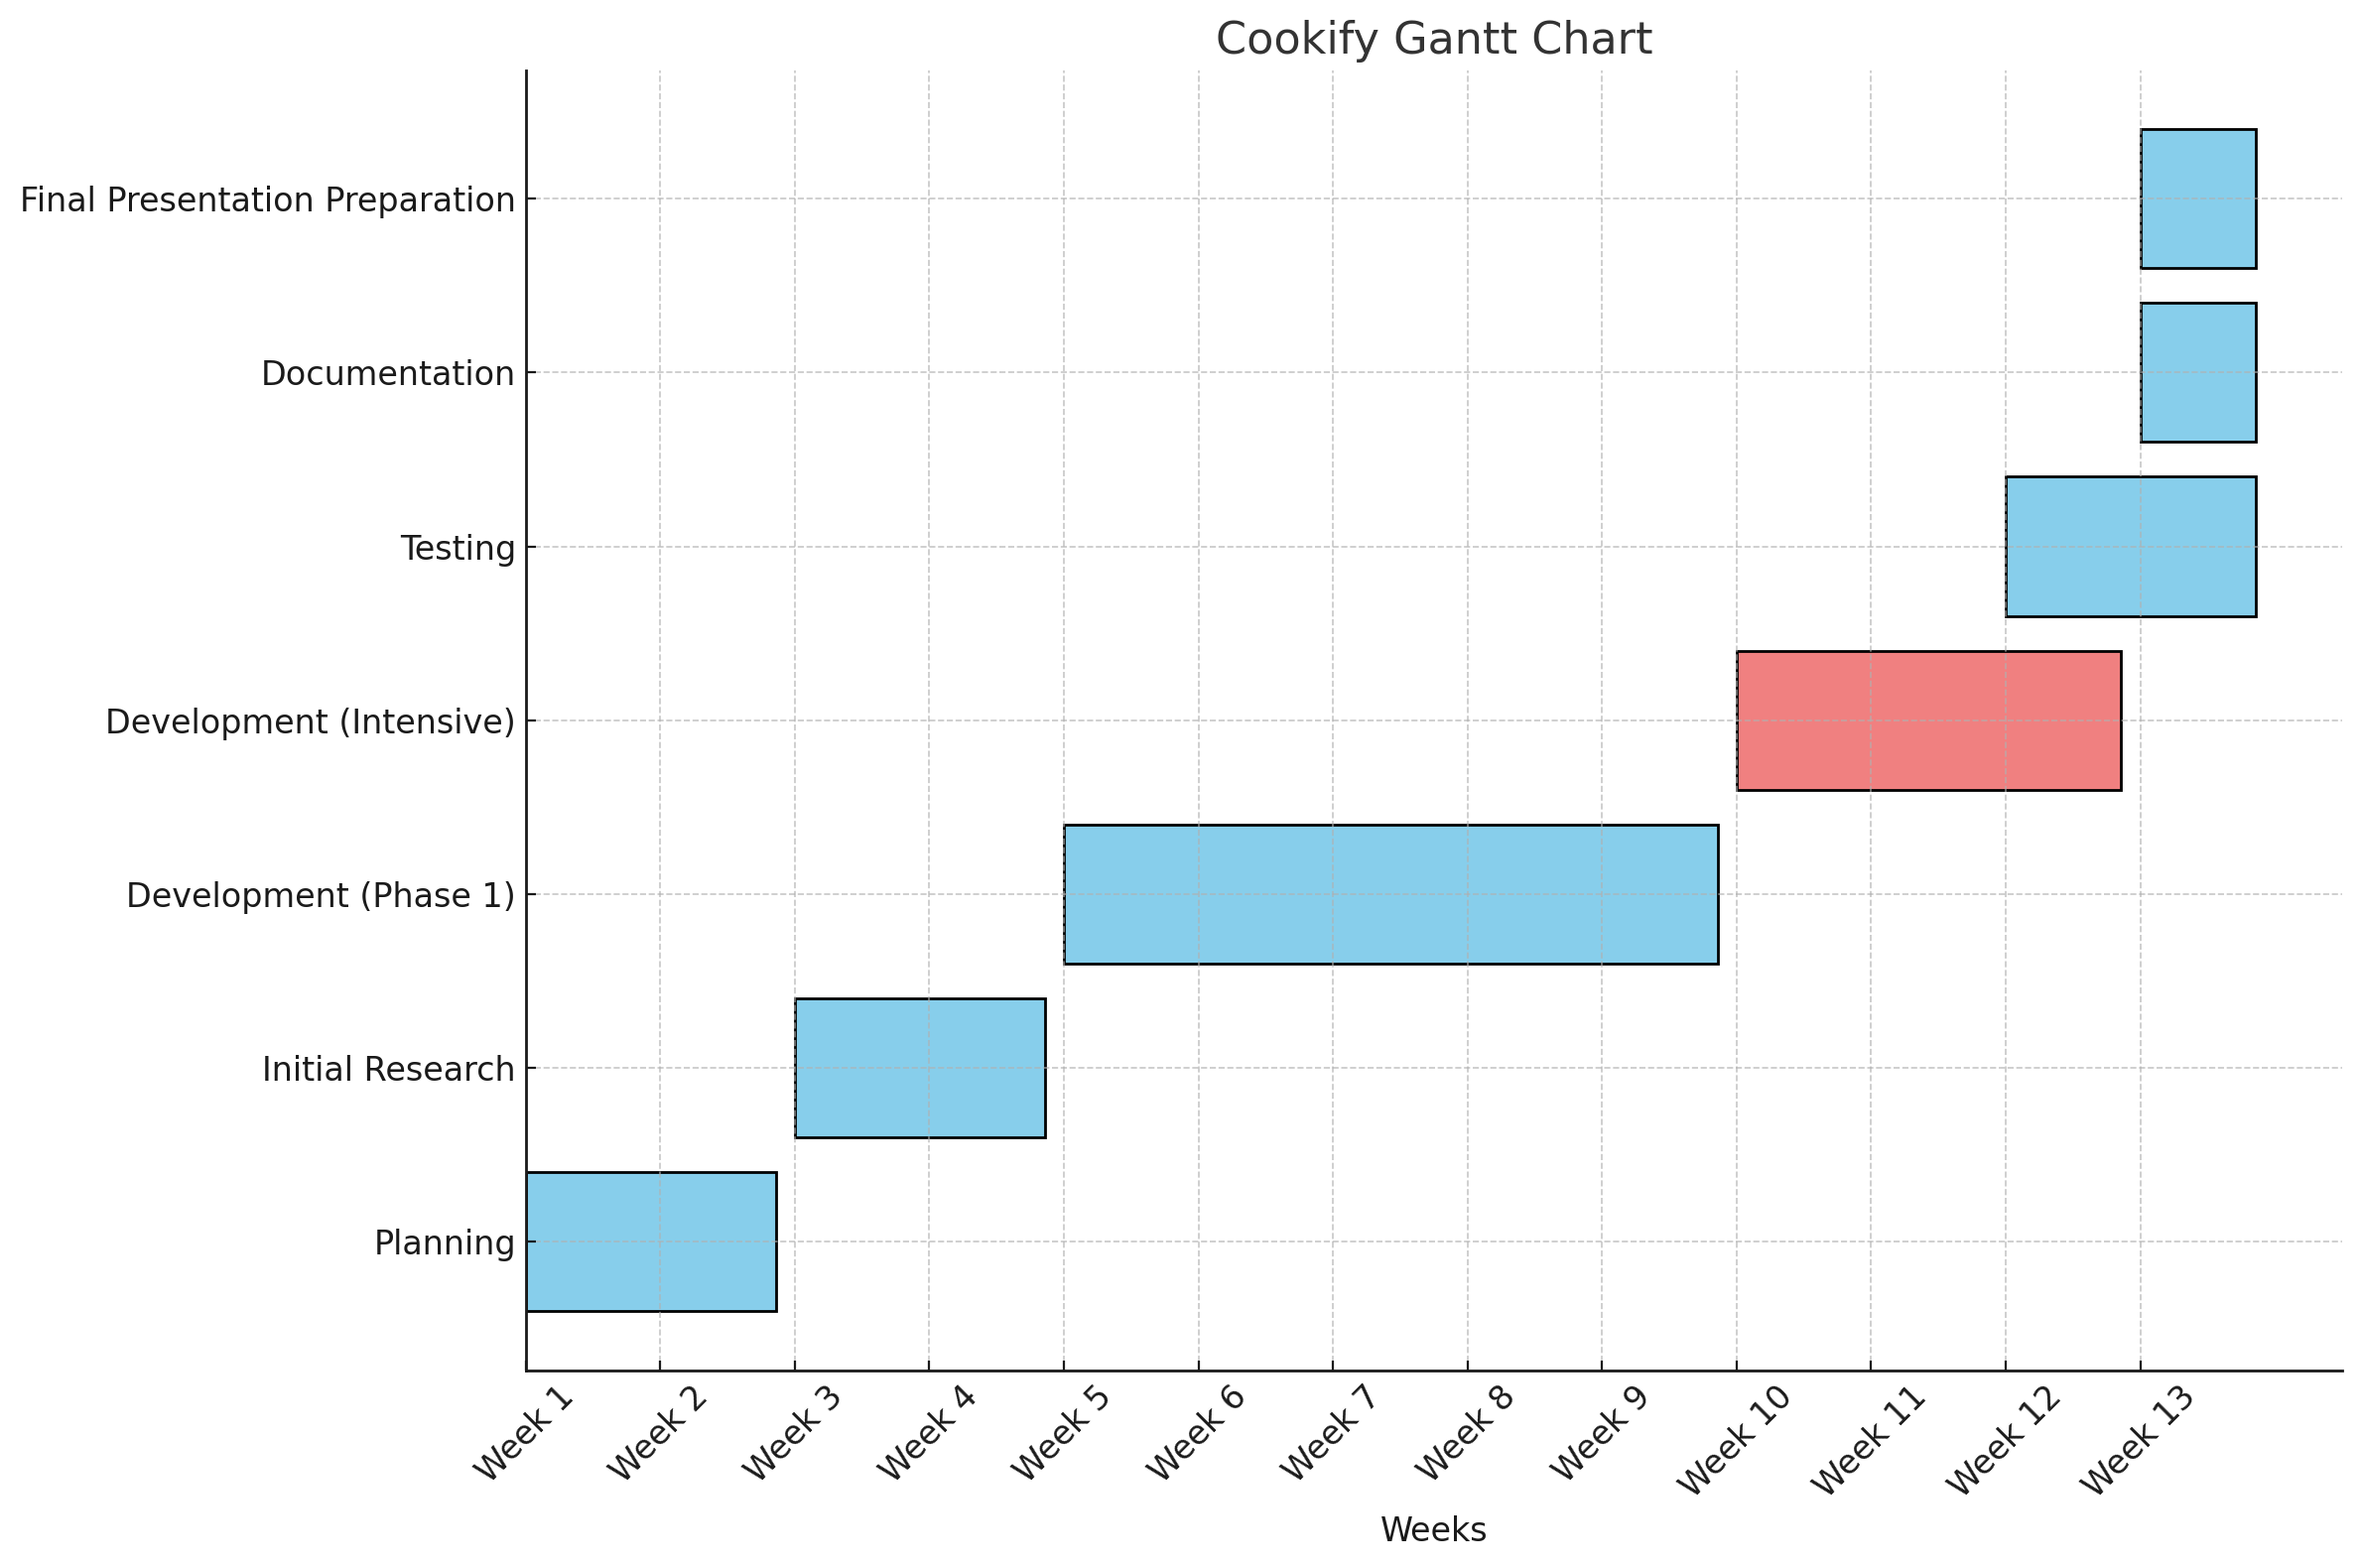 Cookify Gantt Chart
Final Presentation Preparation
Documentation
Testing
Development (Intensive)
Development (Phase 1)
Initial Research
Planning
Week 1
Week 2
Week 3
Week 4
Week 5
Week 6
Week 7
Week 8
Week 9
Week 10
Week 11
Week 12
Week 13
Weeks